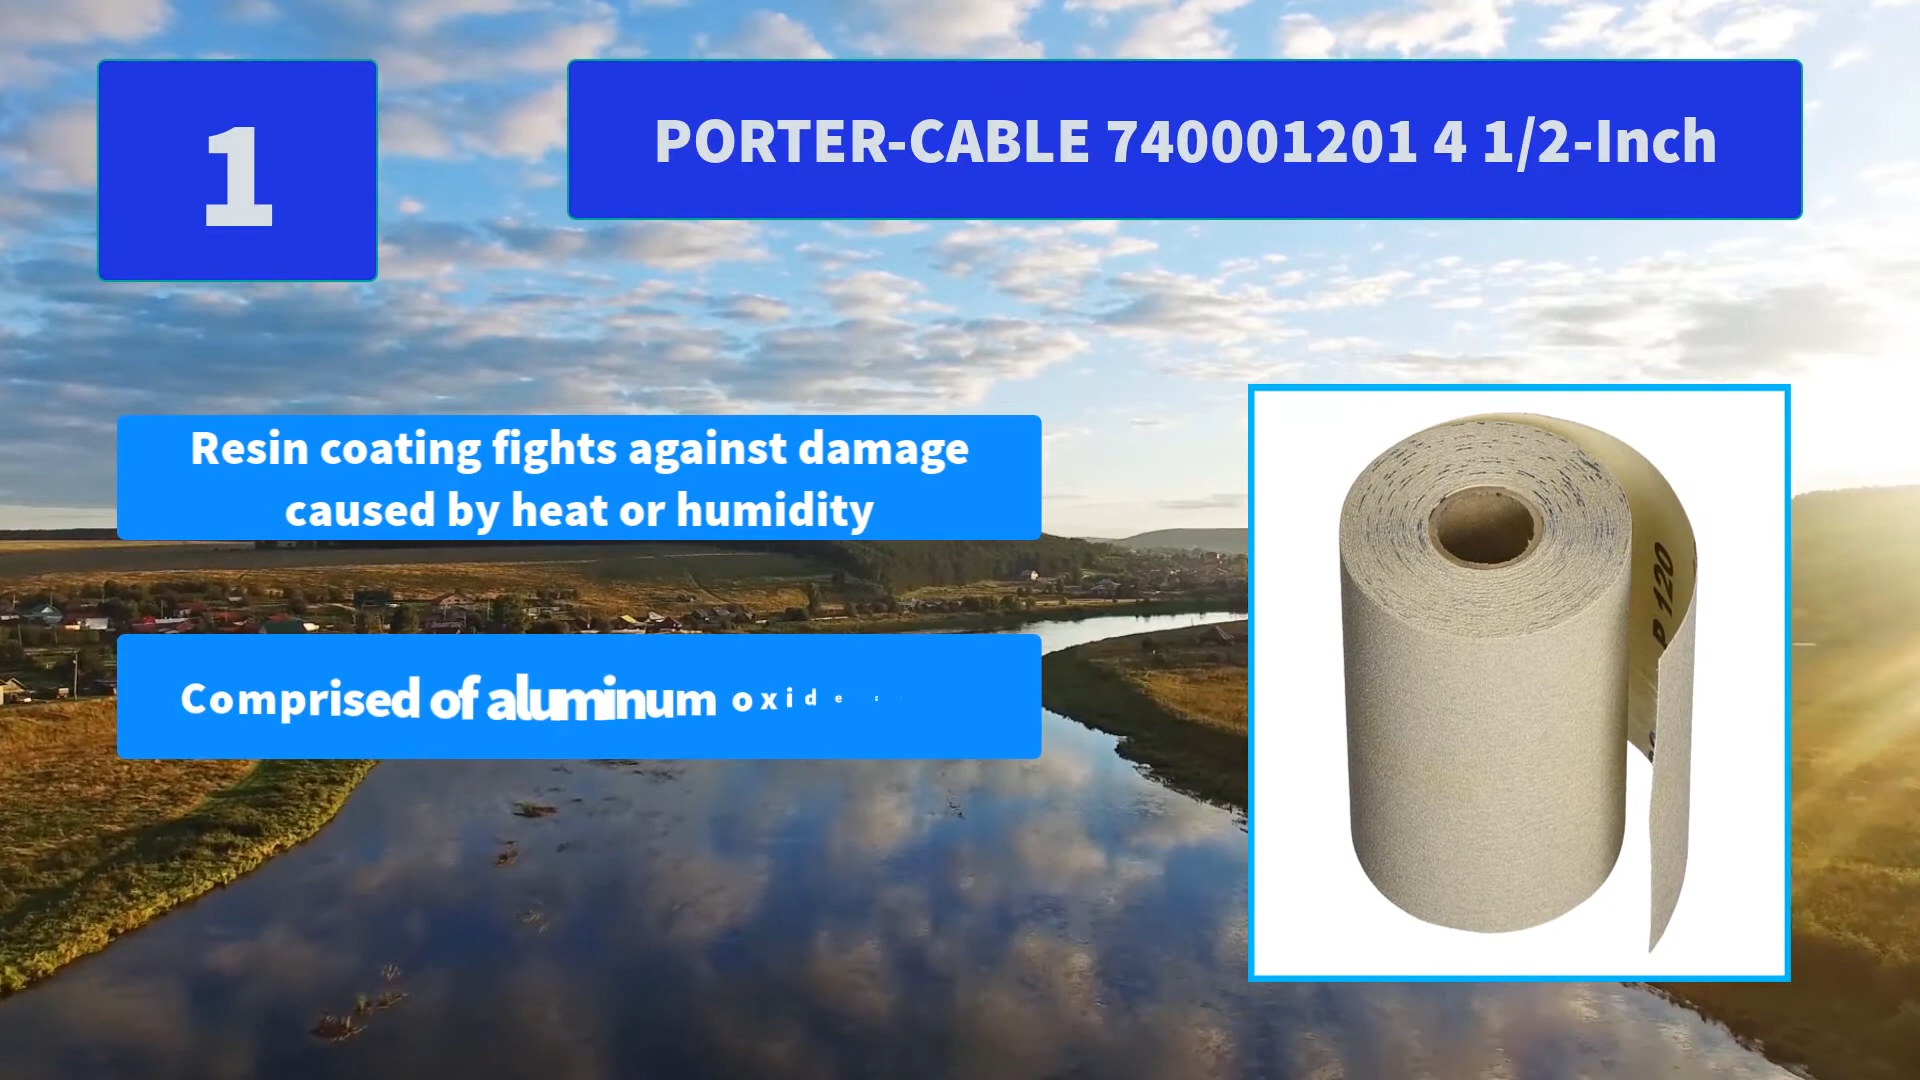 1
PORTER-CABLE 740001201 4 1/2-Inch
Resin coating fights against damage
caused by heat or humidity
Comprised of aluminum oxide
P 120